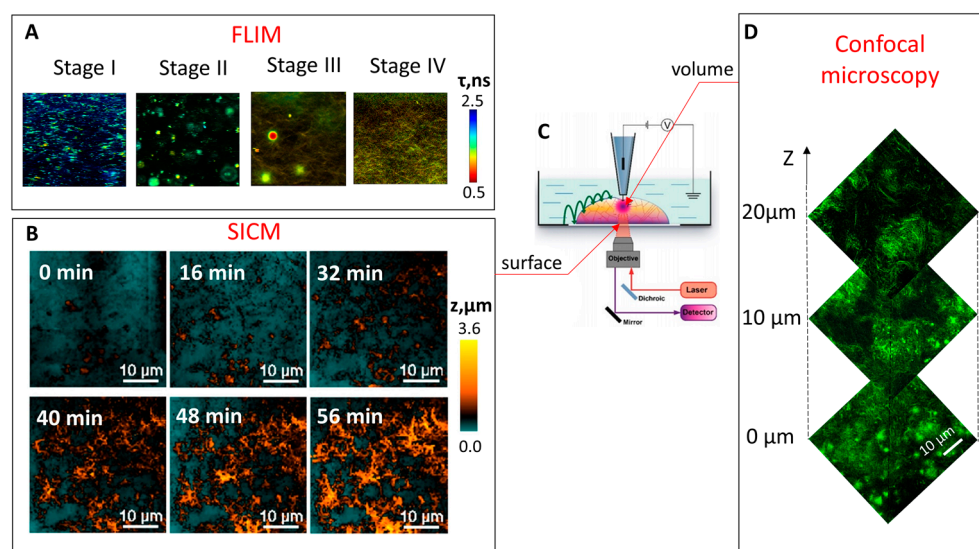 A
FLIM
Stage I
Stage II
Stage III
Stage IV
τ,ns
2.5
0.5
B
SICM
0 min
16 min
32 min
10 µm
10 µm
10 µm
40 min
48 min
56 min
10 µm
10 µm
10 µm
z,µm
3.6
0.0
C
volume
surface
V
Objective
Laser
Dichroic
Detector
Mirror
D
Confocal
microscopy
Z
20µm
10 µm
0 µm
10 µm